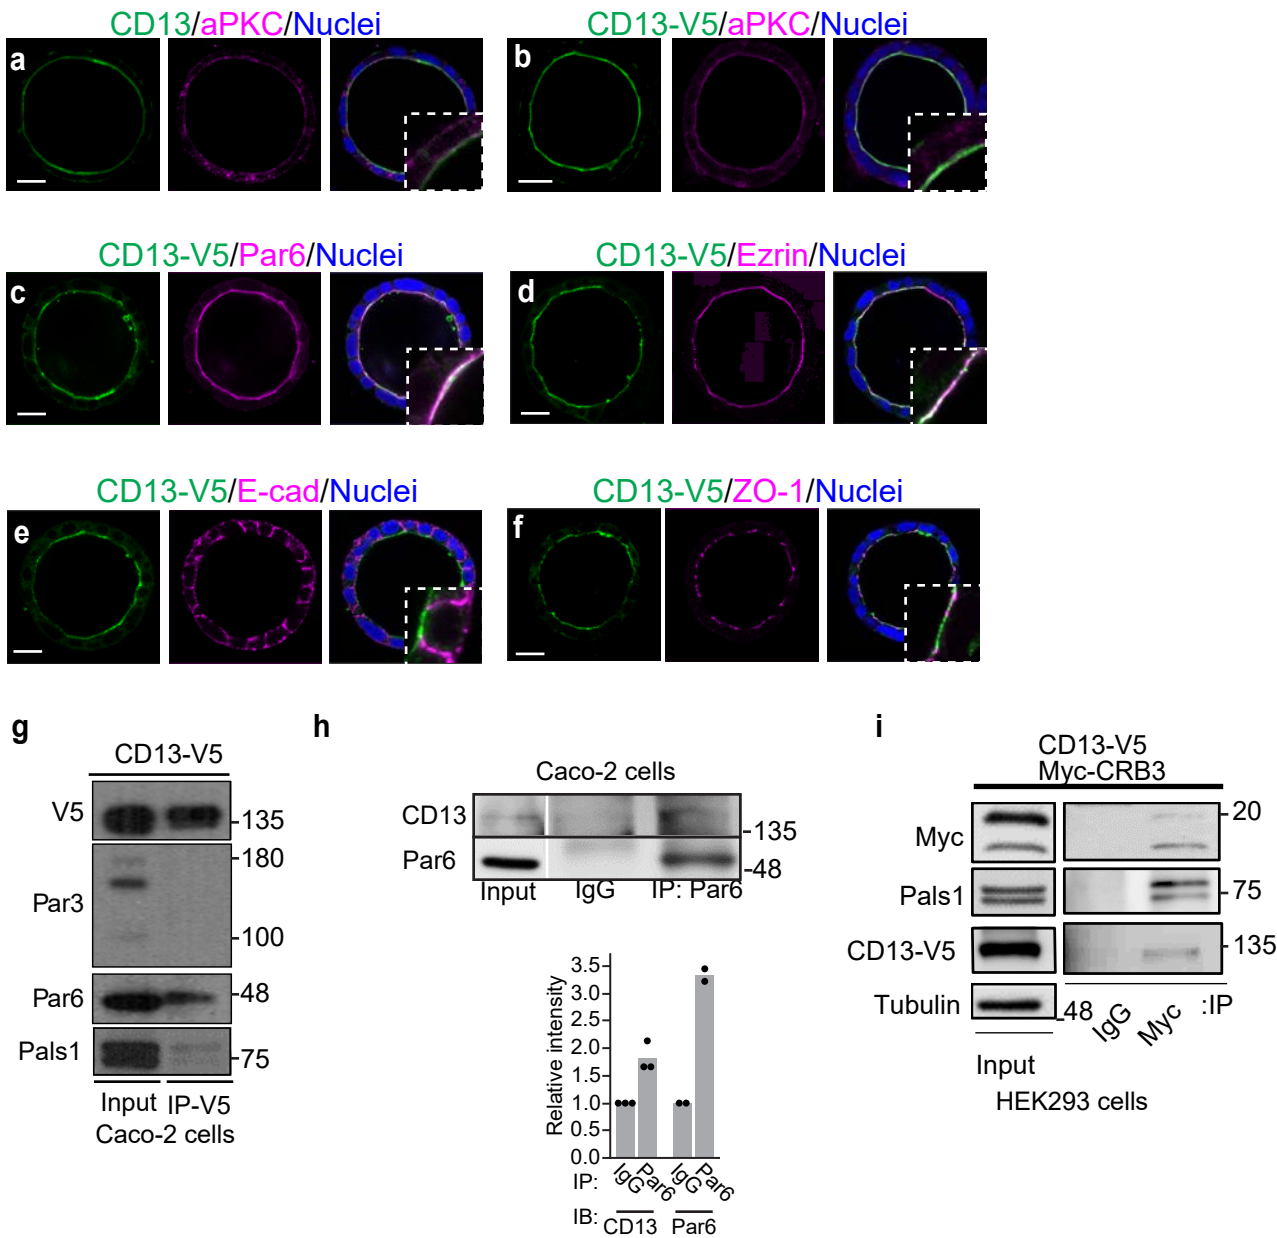 CD13/aPKC/Nuclei
CD13-V5/aPKC/Nuclei
a
b
CD13-V5/Par6/Nuclei
CD13-V5/Ezrin/Nuclei
c
d
CD13-V5/E-cad/Nuclei
CD13-V5/ZO-1/Nuclei
e
f
g
CD13-V5
V5
-135
-180
Par3
-100
Par6
-48
Pals1
-75
Input IP-V5
Caco-2 cells
h
Caco-2 cells
CD13
-135
Par6
-48
Input IgG IP: Par6
Relative intensity
3.5
3.0
2.5
2.0
1.5
1.0
0.5
0.0
IP: IgG Par6 IgG Par6
IB: CD13 Par6
i
CD13-V5
Myc-CRB3
Myc
-20
Pals1
-75
CD13-V5
-135
Tubulin
-48
IgG Myc :IP
Input
HEK293 cells